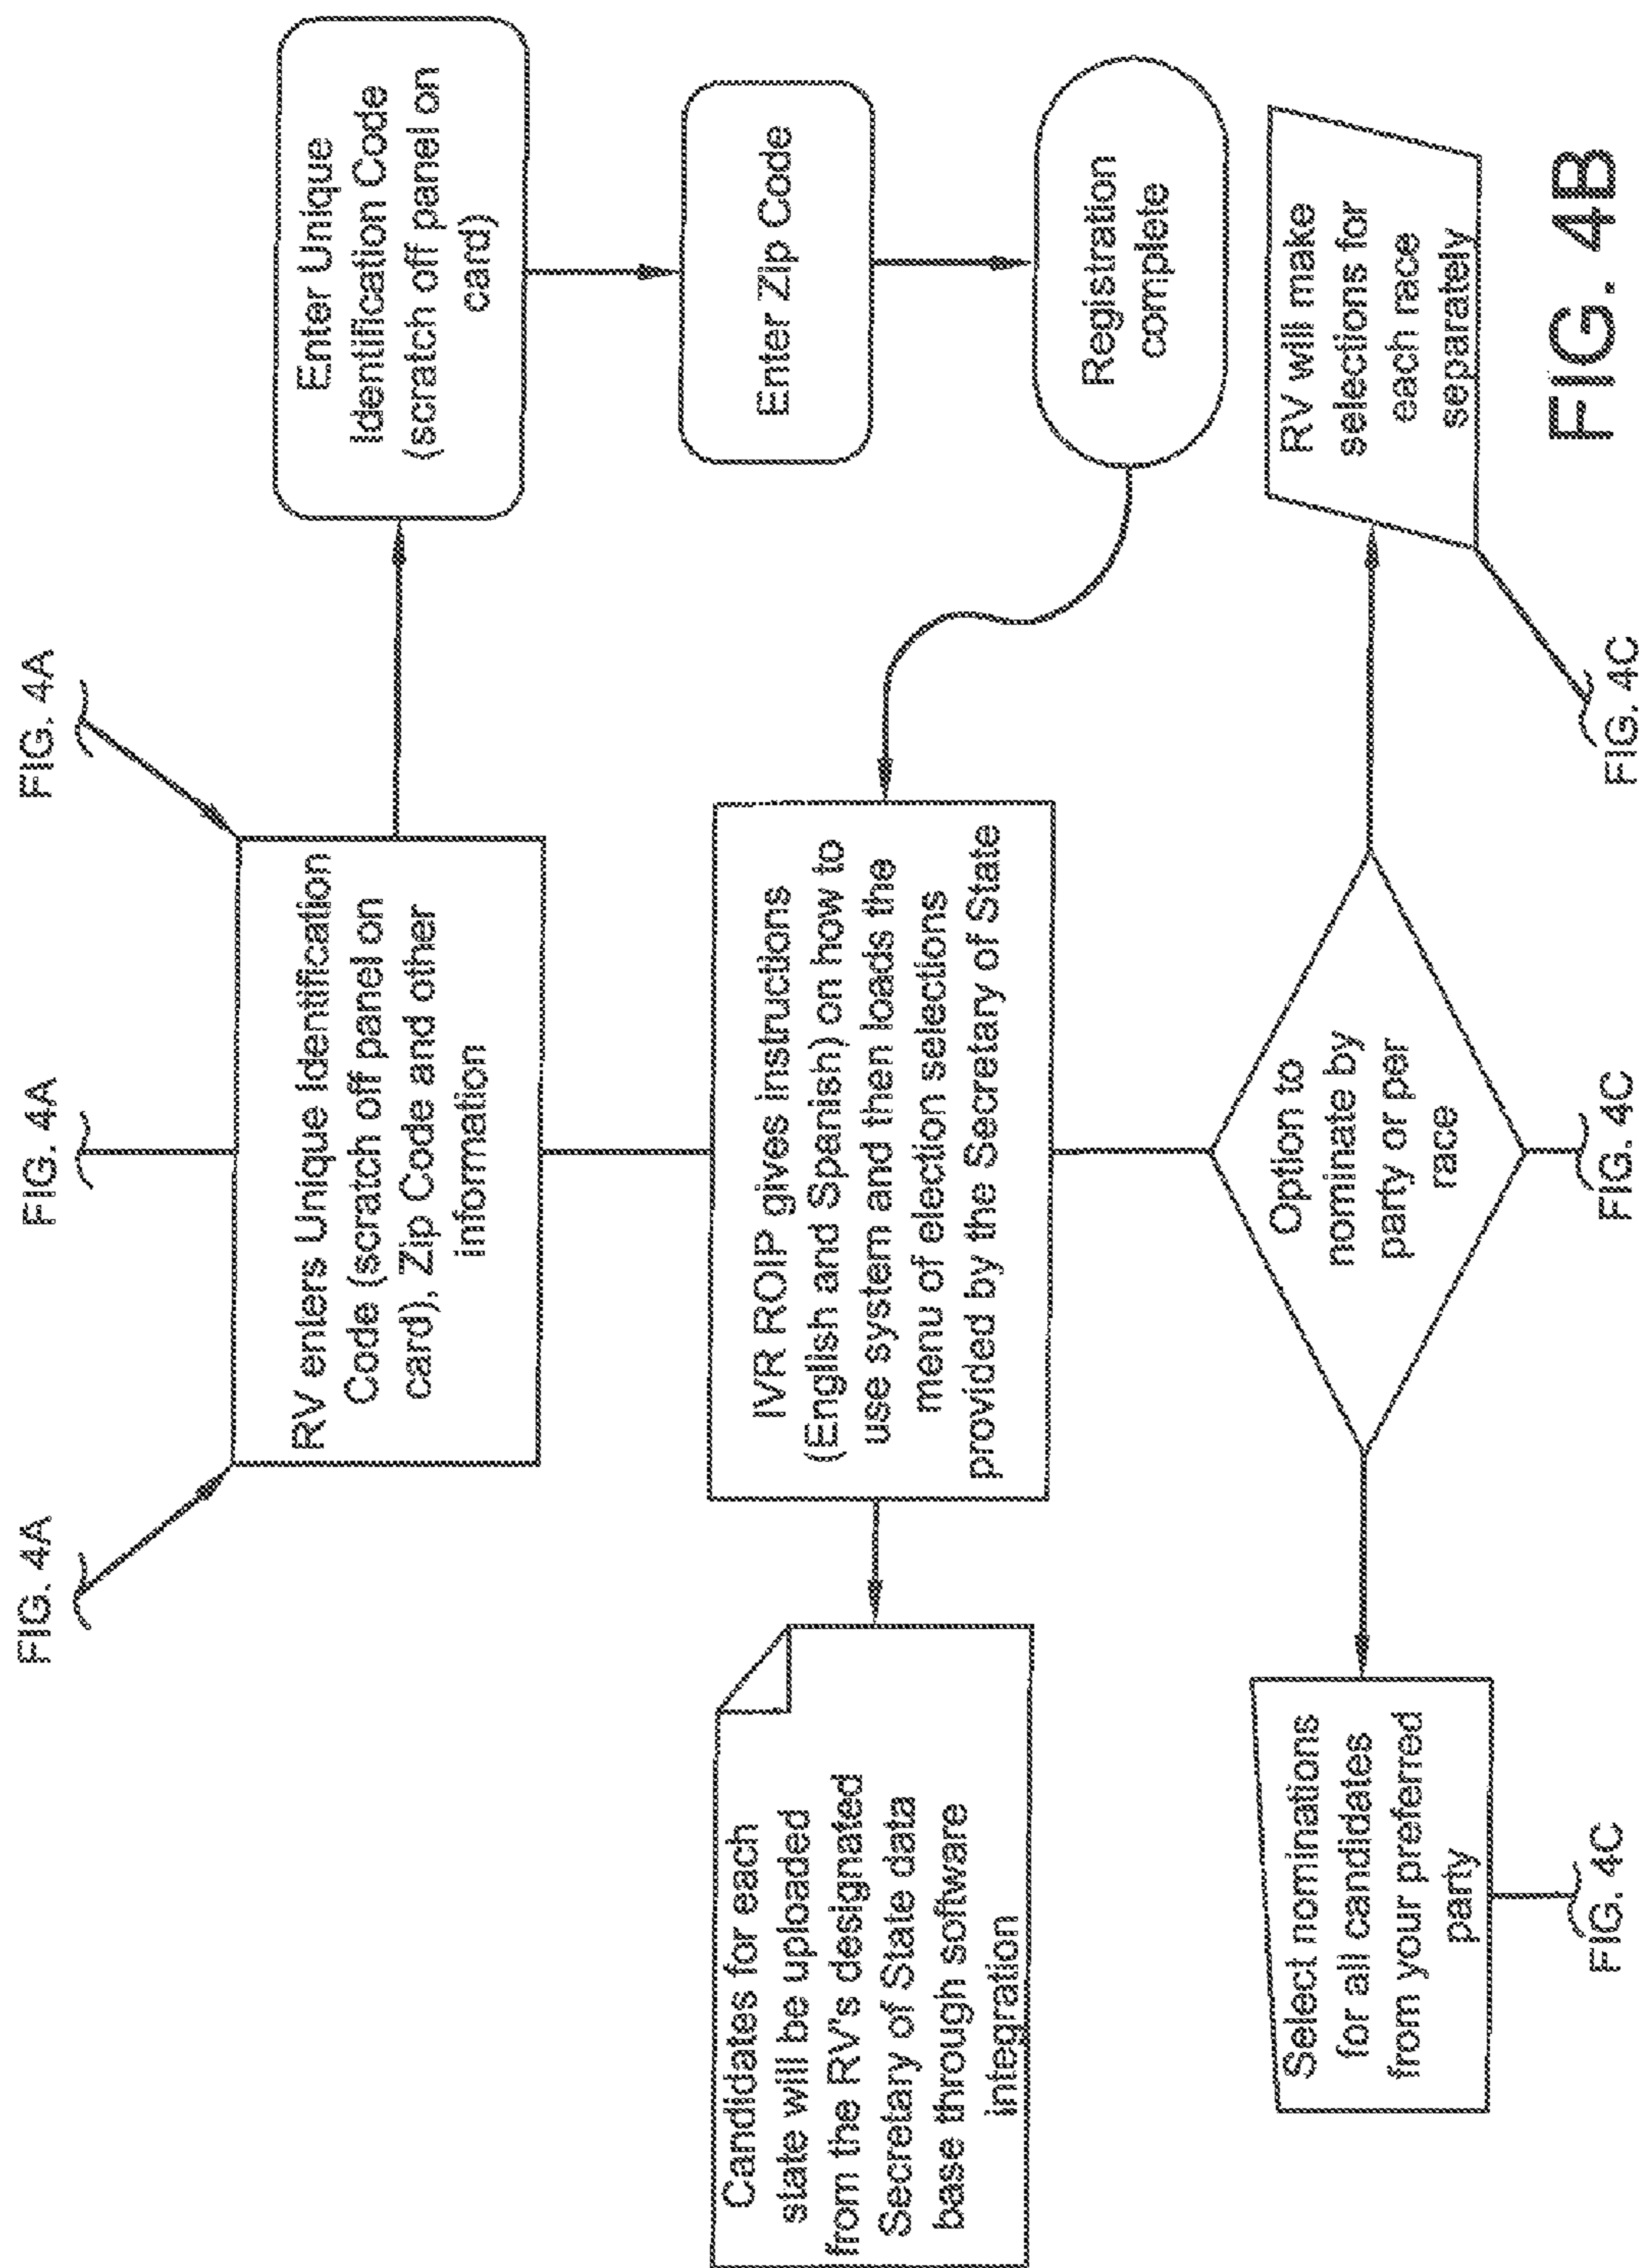 FIG. 4A
FIG. 4A
FIG. 4A
RV enters Unique Identification
Code (scratch off panel on
card), Zip Code and other
information
Enter Unique
Identification Code
(scratch off panel on
card)
Candidates for each
state will be uploaded
from the RV's designated
Secretary of State data
base through software
integration
IVR ROIP gives instructions
(English and Spanish) on how to
use system and then loads the
menu of election selections
provided by the Secretary of State
Enter Zip Code
Registration
complete
Select nominations
for all candidates
from your preferred
party
Option to
nominate by
party or per
race
RV will make
selections for
each race
separately
FIG. 4C
FIG. 4C
FIG. 4C
FIG. 4B